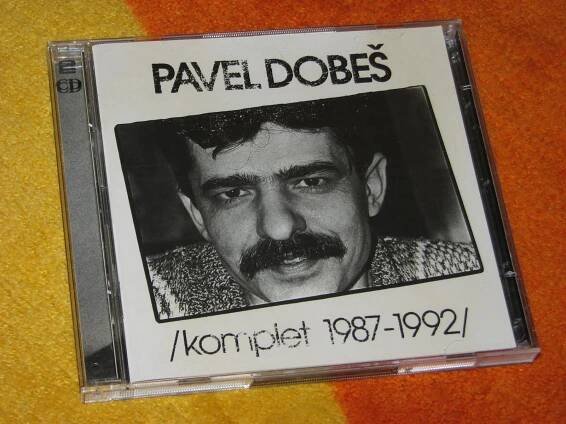 2
CD
PAVEL DOBEŠ
/komplet 1987-1992/